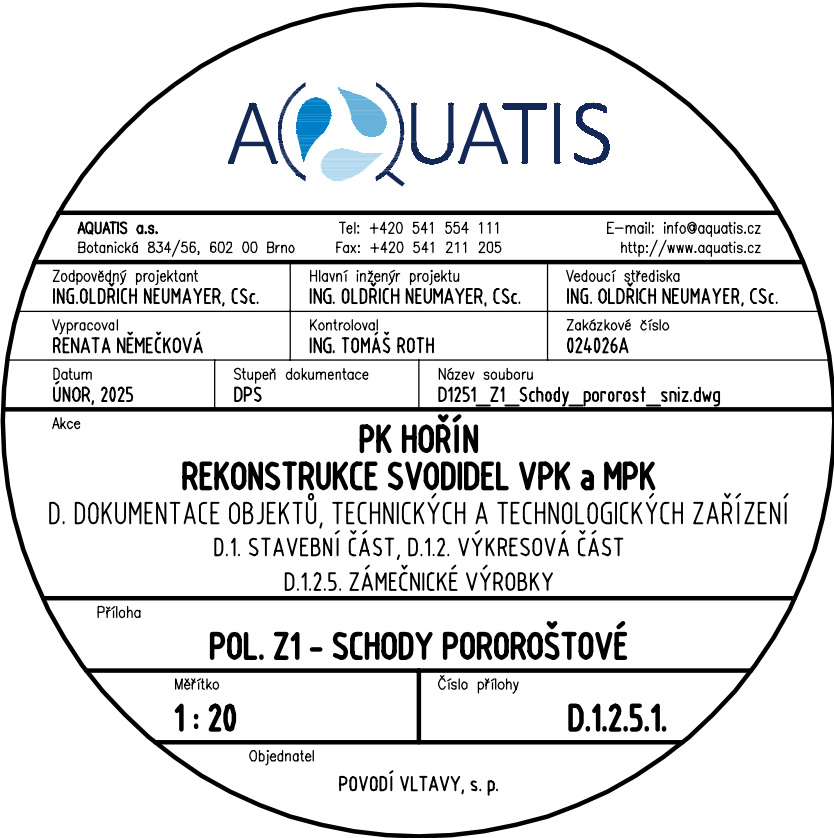 AQUATIS
AQUATIS a.s. Tel: +420 541 554 111 E-mail: info@aquatis.cz
Botanická 834/56, 602 00 Brno Fax: +420 541 211 205 http://www.aquatis.cz
Zodpovědný projektant Hlavní inženýr projektu Vedoucí střediska
ING.OLDŘICH NEUMAYER, CSc. ING. OLDŘICH NEUMAYER, CSc. ING. OLDŘICH NEUMAYER, CSc.
Vypracoval Kontroloval Zakázkové číslo
RENATA NĚMEČKOVÁ ING. TOMÁŠ ROTH 024026A
Datum Stupeň dokumentace Název souboru
ÚNOR, 2025 DPS D1251_Z1_Schody_pororost_sniz.dwg
Akce
PK HOŘÍN
REKONSTRUKCE SVODIDEL VPK a MPK
D. DOKUMENTACE OBJEKTŮ, TECHNICKÝCH A TECHNOLOGICKÝCH ZAŘÍZENÍ
D.1. STAVEBNÍ ČÁST, D.1.2. VÝKRESOVÁ ČÁST
D.1.2.5. ZÁMEČNICKÉ VÝROBKY
Příloha
POL. Z1 - SCHODY POROROŠTOVÉ
Měřítko Číslo přílohy
1 : 20 D.1.2.5.1.
Objednatel
POVODÍ VLTAVY, s. p.